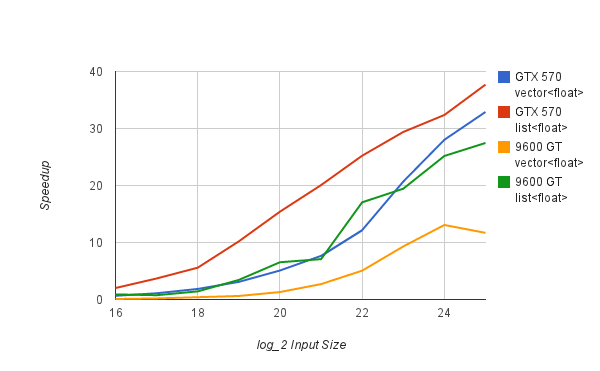 40
30
20
10
0
Speedup
16
18
20
22
24
log_2 Input Size
GTX 570
vector<float>
GTX 570
list<float>
9600 GT
vector<float>
9600 GT
list<float>